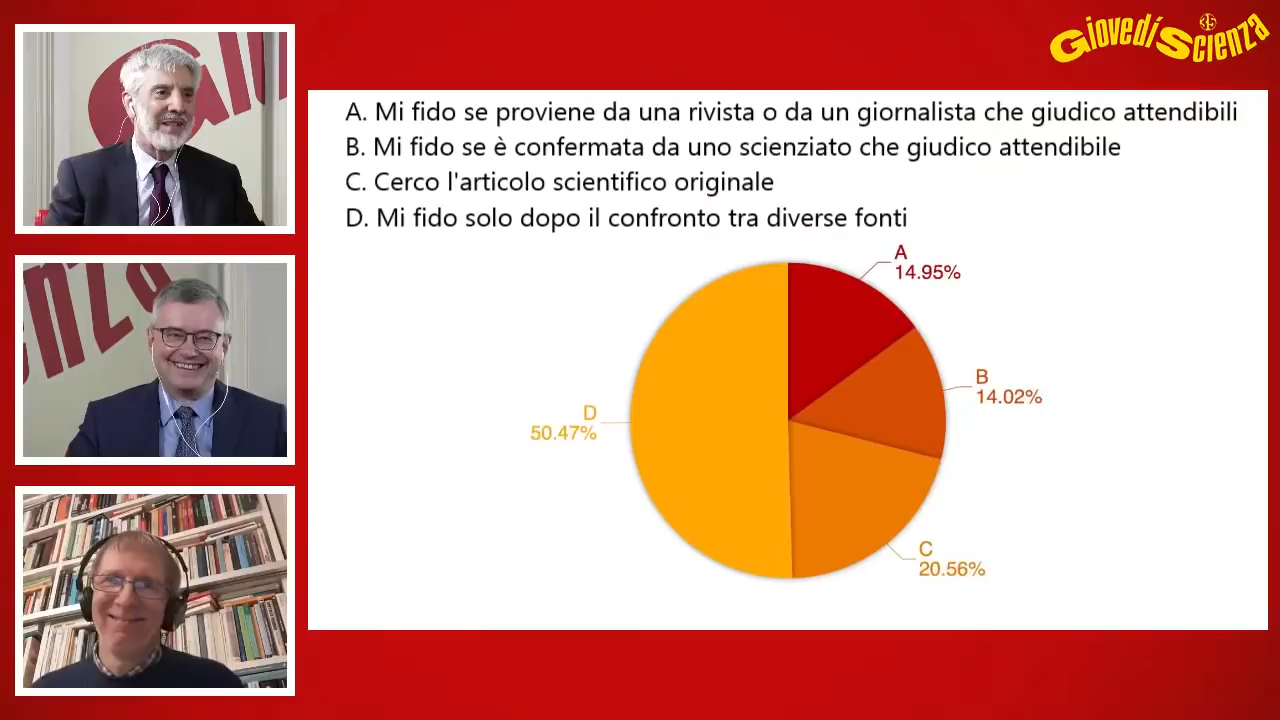 GiovedìScienza
35
A. Mi fido se proviene da una rivista o da un giornalista che giudico attendibili
B. Mi fido se è confermata da uno scienziato che giudico attendibile
C. Cerco l'articolo scientifico originale
D. Mi fido solo dopo il confronto tra diverse fonti
A
14.95%
B
14.02%
D
50.47%
C
20.56%
enza